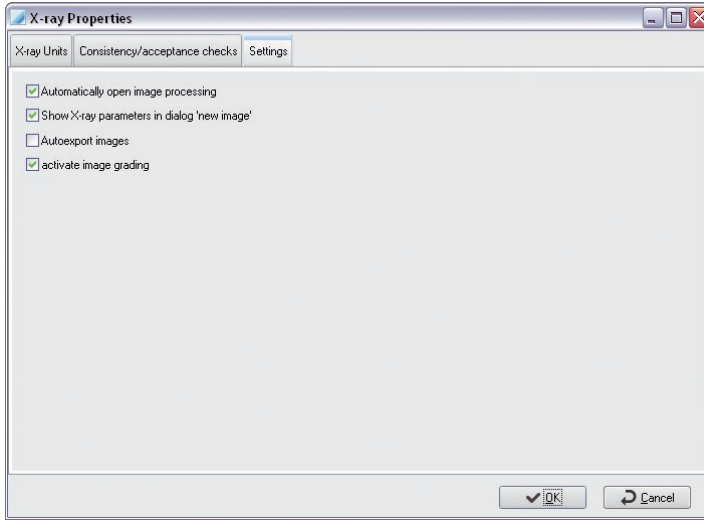 X-ray Properties
X-ray Units Consistency/acceptance checks Settings
Automatically open image processing
Show X-ray parameters in dialog 'new image'
Autoexport images
activate image grading
OK Cancel